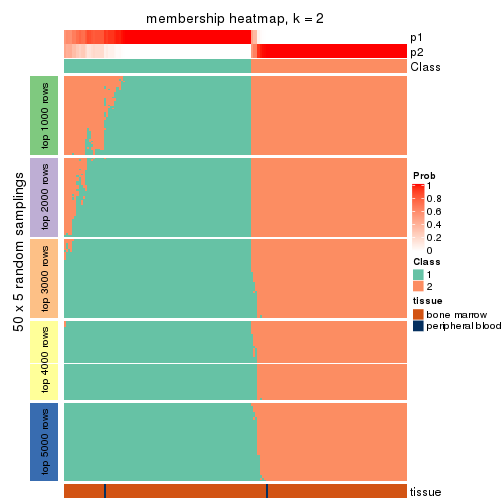 membership heatmap, k = 2
p1
p2
Class
50 x 5 random samplings
top 1000 rows
top 2000 rows
top 3000 rows
top 4000 rows
top 5000 rows
Prob
1
0.8
0.6
0.4
0.2
0
Class
1
2
tissue
bone marrow
peripheral blood
tissue